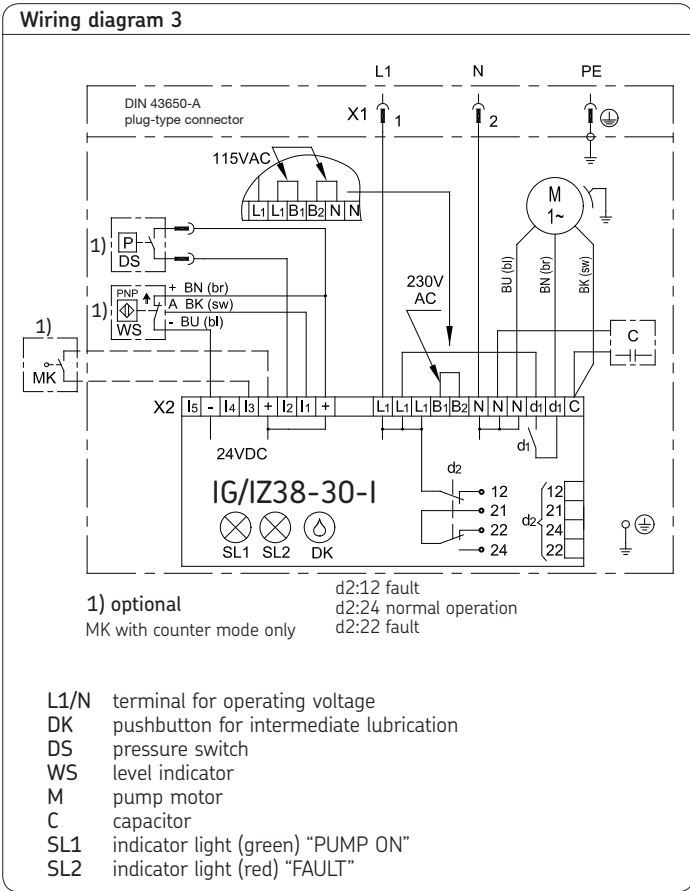 Wiring diagram 3
L1 N PE
DIN 43650-A
plug-type connector
X1 1 2
115VAC
L1 L1 B1 B2 N N
M
1~
1) P
DS
BU (bl)
BN (br)
BK (sw)
+ BN (br)
PNP
A BK (sw)
1)
WS
- BU (bl)
230V
AC
C
1)
MK
X2 I5 - I4 I3 + I2 I1 + L1 L1 L1 B1 B2 N N N d1 d1 C
24VDC
d1
d2
IG/IZ38-30-I
12
21
22
24
d2
12
21
24
22
SL1 SL2 DK
1) optional
MK with counter mode only
d2:12 fault
d2:24 normal operation
d2:22 fault
L1/N terminal for operating voltage
DK pushbutton for intermediate lubrication
DS pressure switch
WS level indicator
M pump motor
C capacitor
SL1 indicator light (green) “PUMP ON”
SL2 indicator light (red) “FAULT”